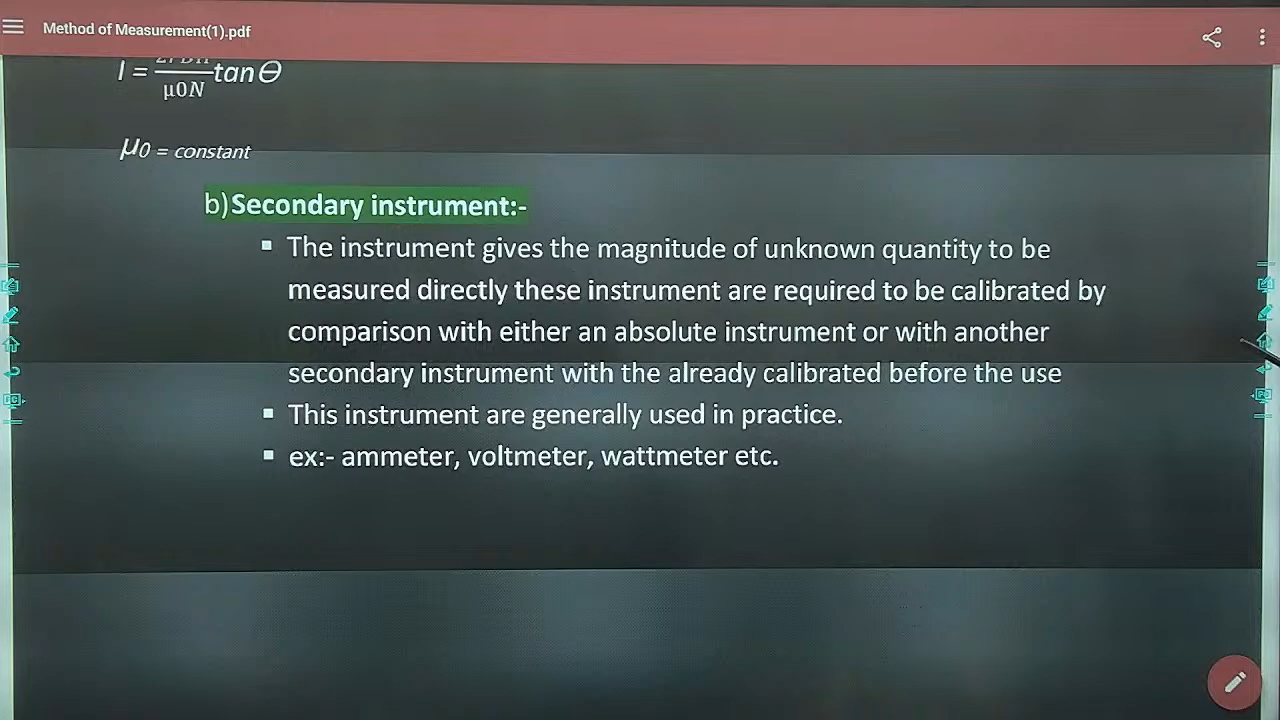 Method of Measurement(1).pdf
I = tan Θ
μ0N
μ0 = constant
b)Secondary instrument:-
▪ The instrument gives the magnitude of unknown quantity to be
measured directly these instrument are required to be calibrated by
comparison with either an absolute instrument or with another
secondary instrument with the already calibrated before the use
▪ This instrument are generally used in practice.
▪ ex:- ammeter, voltmeter, wattmeter etc.